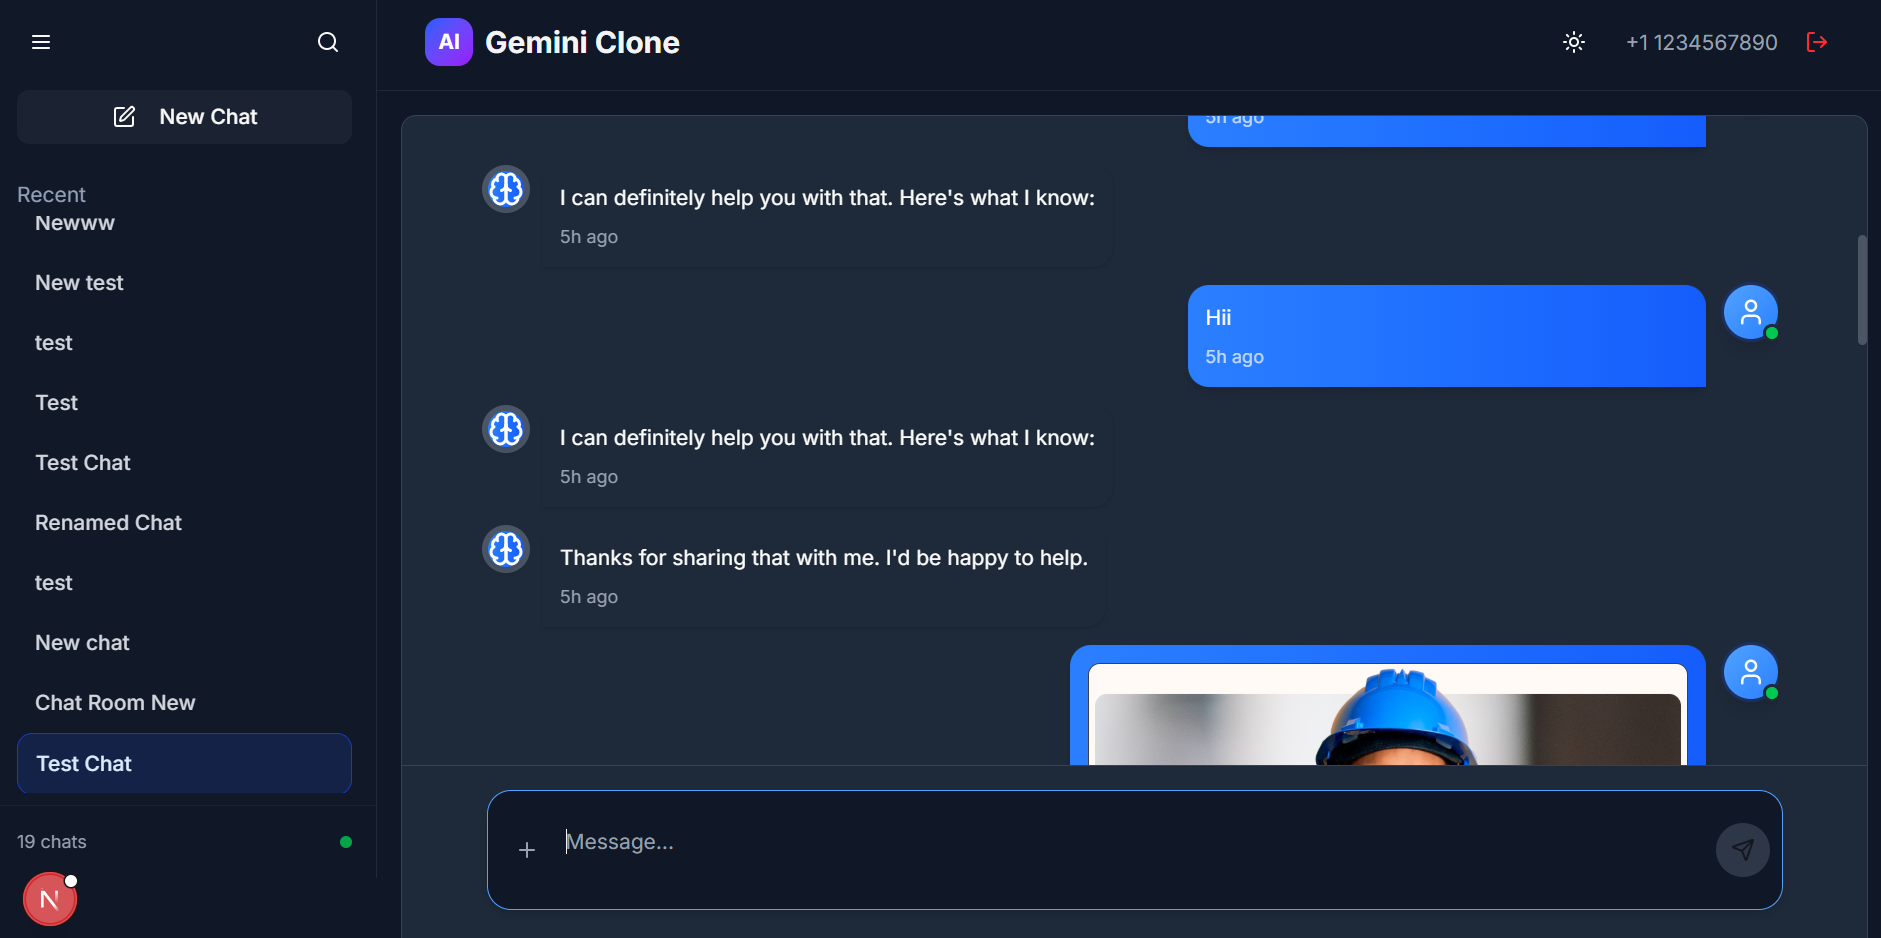 AI Gemini Clone
+1 1234567890
New Chat
Recent
Newww
New test
test
Test
Test Chat
Renamed Chat
test
New chat
Chat Room New
Test Chat
19 chats
N
5h ago
I can definitely help you with that. Here's what I know:
5h ago
Hii
5h ago
I can definitely help you with that. Here's what I know:
5h ago
Thanks for sharing that with me. I'd be happy to help.
5h ago
Message...